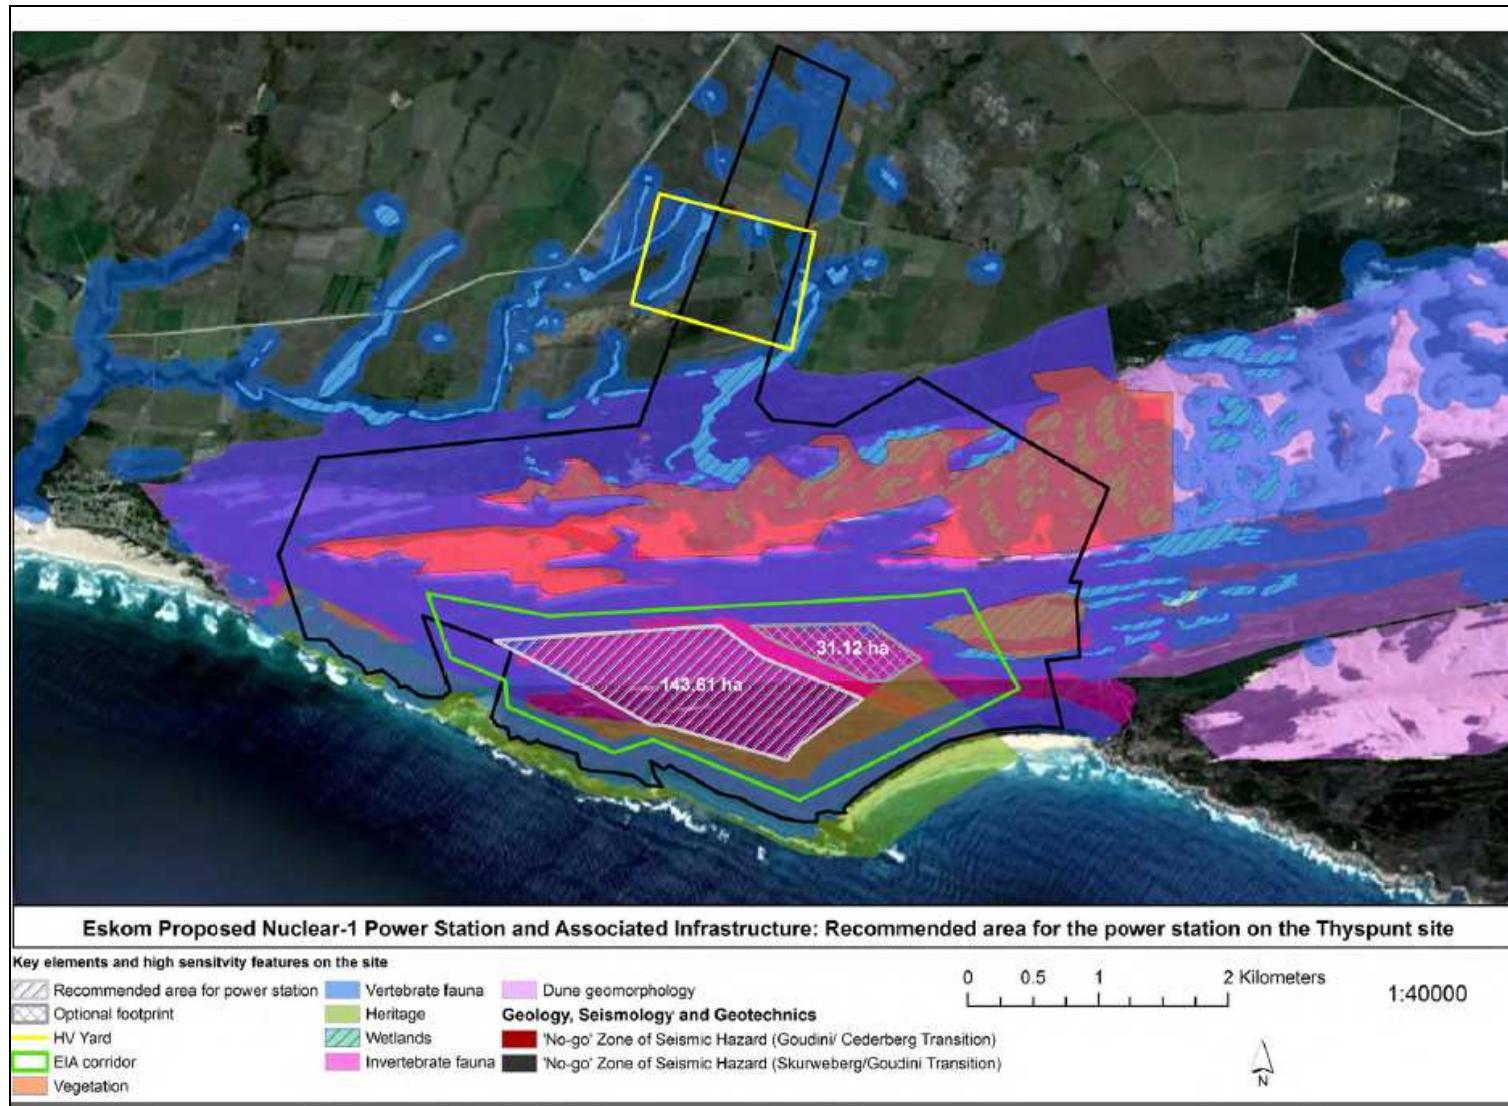 31.12 ha
143.61 ha
Eskom Proposed Nuclear-1 Power Station and Associated Infrastructure: Recommended area for the power station on the Thyspunt site
Key elements and high sensitvity features on the site
Recommended area for power station
Optional footprint
HV Yard
EIA corridor
Vegetation
Vertebrate fauna
Heritage
Wetlands
Invertebrate fauna
Dune geomorphology
Geology, Seismology and Geotechnics
'No-go' Zone of Seismic Hazard (Goudini/ Cederberg Transition)
'No-go' Zone of Seismic Hazard (Skurweberg/Goudini Transition)
0 0.5 1 2 Kilometers
1:40000
N